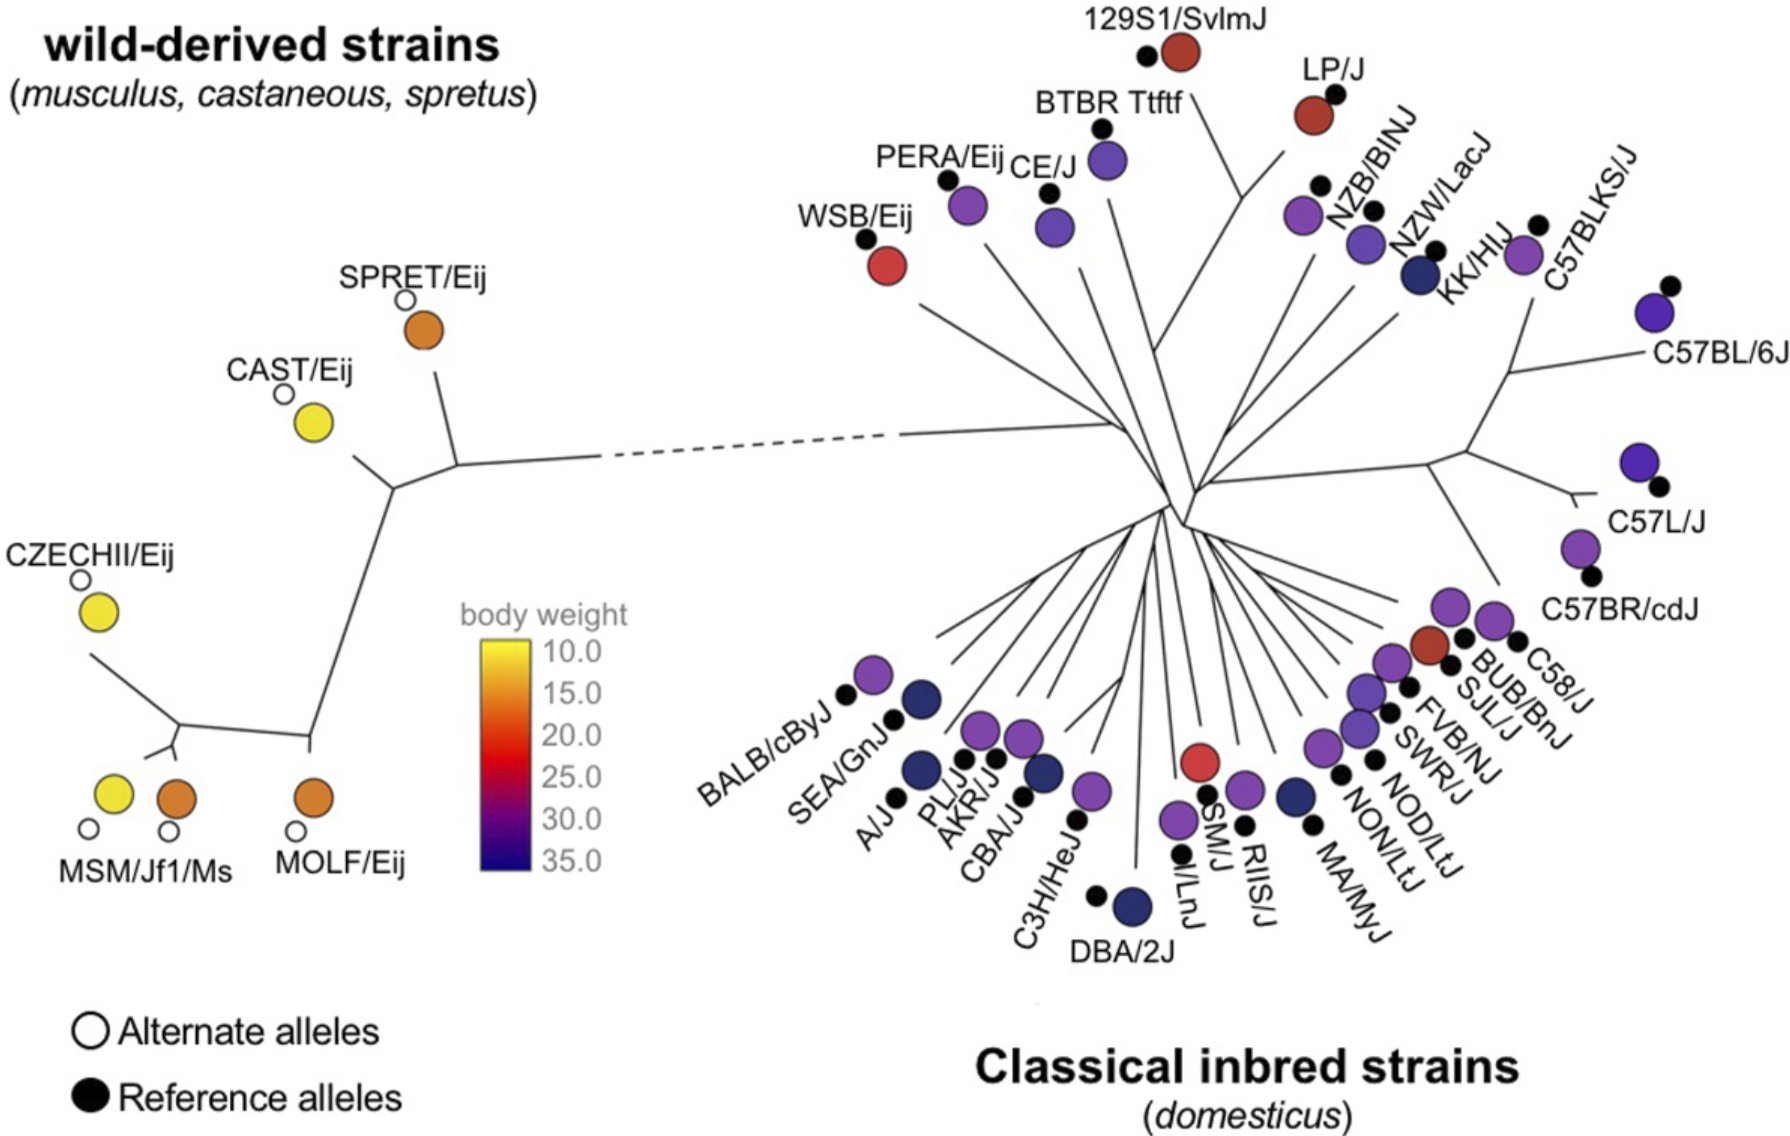 wild-derived strains
(musculus, castaneous, spretus)
129S1/SvlmJ
LP/J
BTBR Ttftf
PERA/Eij
CE/J
WSB/Eij
NZB/BINJ
NZW/LacJ
KK/HIJ
C57BLKS/J
C57BL/6J
C57L/J
C57BR/cdJ
SPRET/Eij
CAST/Eij
CZECHII/Eij
MSM/Jf1/Ms
MOLF/Eij
body weight
10.0
15.0
20.0
25.0
30.0
35.0
BALB/cByJ
SEA/GnJ
A/J
PL/J
AKR/J
CBA/J
C3H/HeJ
DBA/2J
I/LnJ
SM/J
RIIS/J
MA/MyJ
NON/LtJ
NOD/LtJ
SWR/J
FVB/NJ
SJL/J
BUB/BnJ
C58/J
Alternate alleles
Reference alleles
Classical inbred strains
(domesticus)